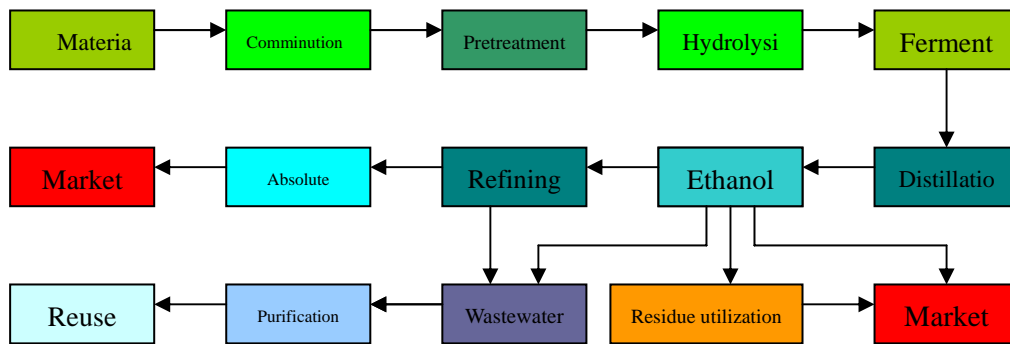 Materia
Comminution
Pretreatment
Hydrolysi
Ferment
Market
Absolute
Refining
Ethanol
Distillatio
Reuse
Purification
Wastewater
Residue utilization
Market